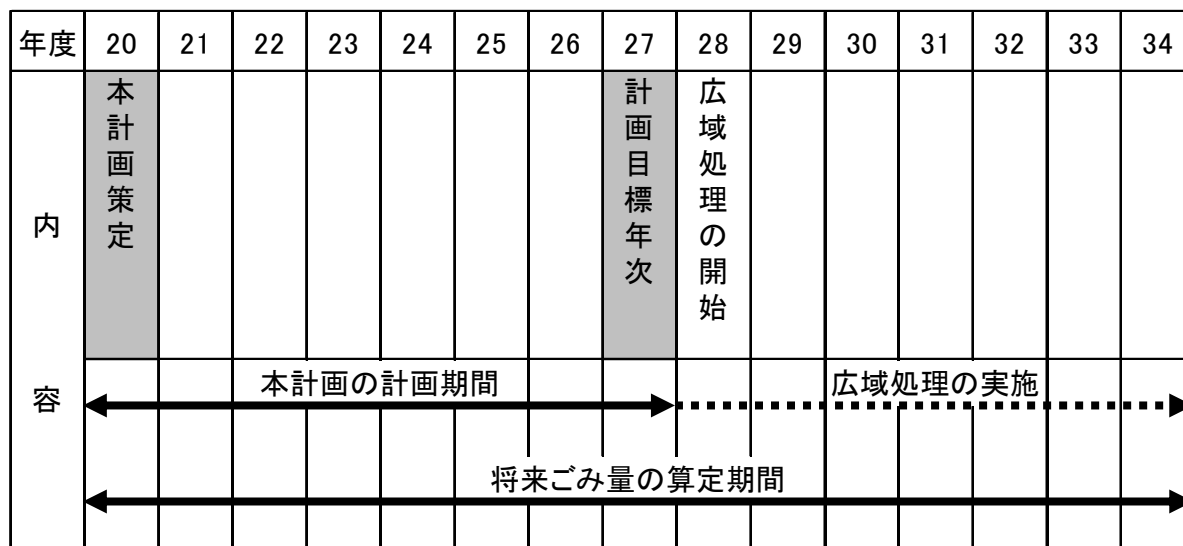 年度 20 21 22 23 24 25 26 27 28 29 30 31 32 33 34
内容
本計画策定
計画目標年次
広域処理の開始
本計画の計画期間
広域処理の実施
将来ごみ量の算定期間